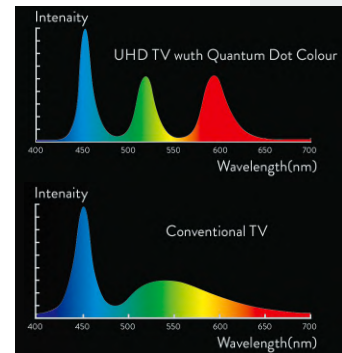 Intenaity
UHD TV wuth Quantum Dot Colour
400 450 500 550 600 650 700
Wavelength(nm)
Intenaity
Conventional TV
400 450 500 550 600 650 700
Wavelength(nm)